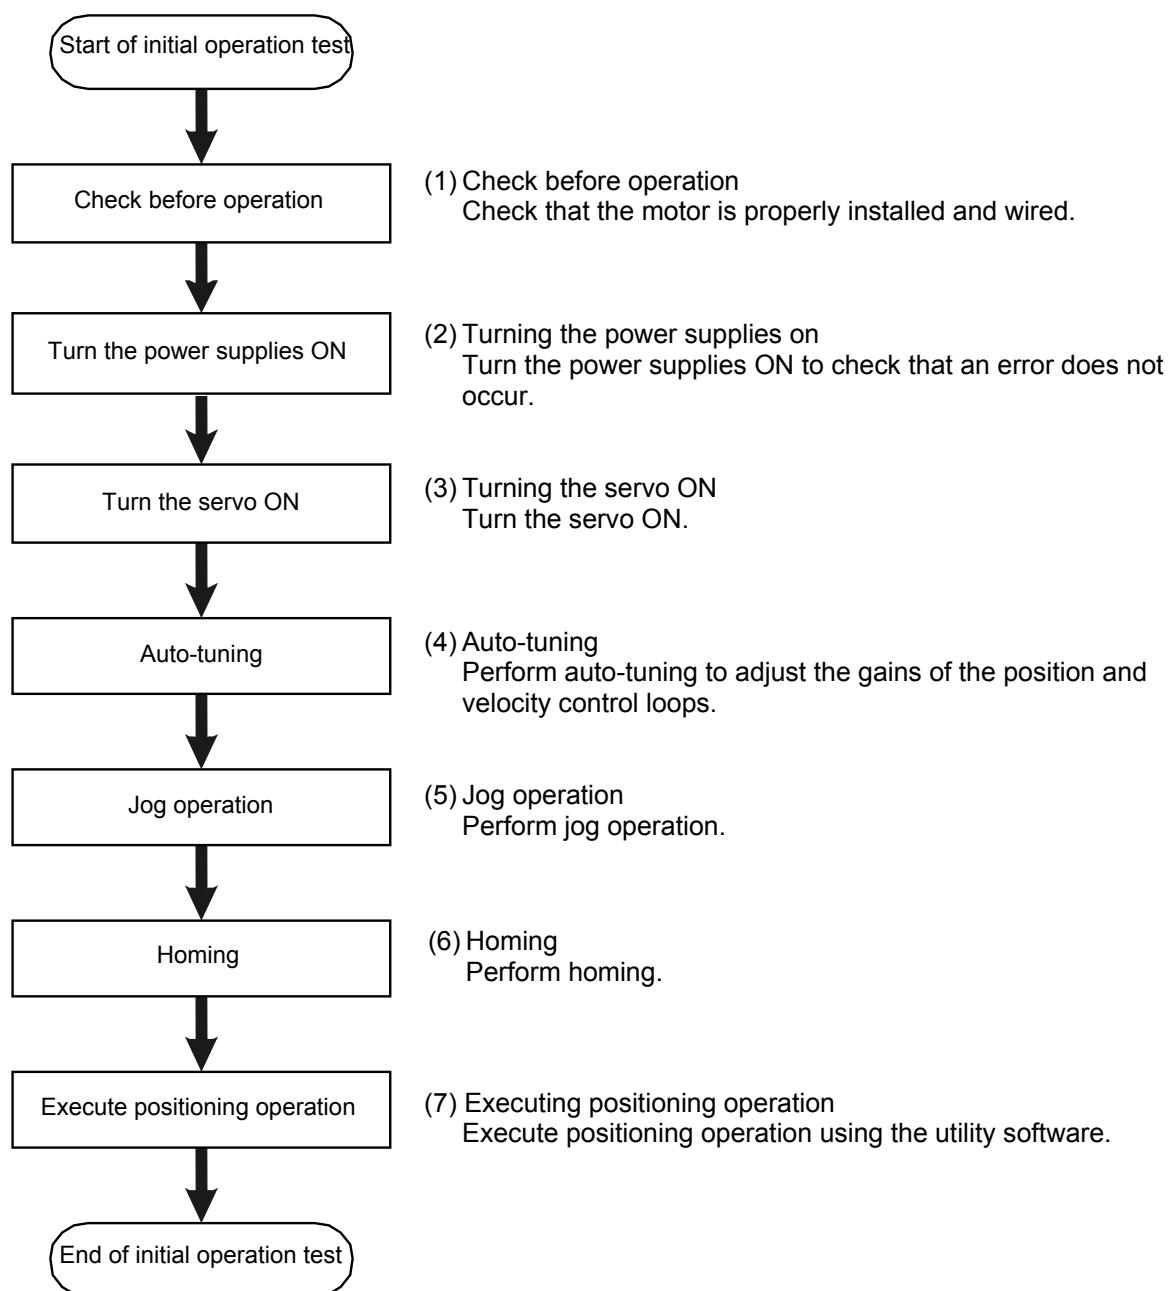 Start of initial operation test
Check before operation
(1) Check before operation
Check that the motor is properly installed and wired.
Turn the power supplies ON
(2) Turning the power supplies on
Turn the power supplies ON to check that an error does not
occur.
Turn the servo ON
(3) Turning the servo ON
Turn the servo ON.
Auto-tuning
(4) Auto-tuning
Perform auto-tuning to adjust the gains of the position and
velocity control loops.
Jog operation
(5) Jog operation
Perform jog operation.
Homing
(6) Homing
Perform homing.
Execute positioning operation
(7) Executing positioning operation
Execute positioning operation using the utility software.
End of initial operation test